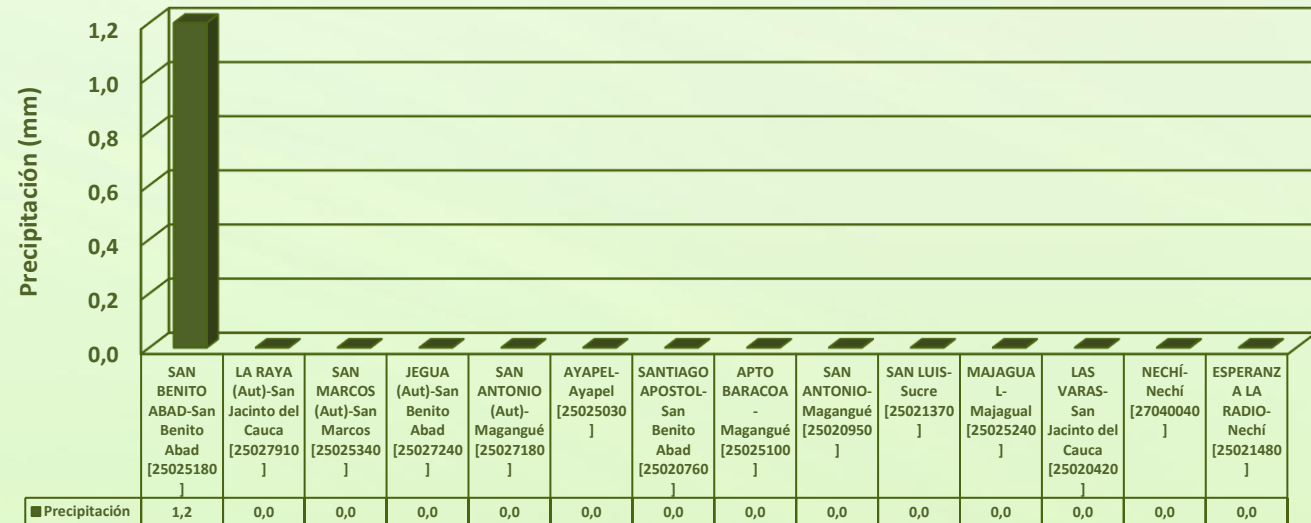 Precipitación (mm)
1,2
1,0
0,8
0,6
0,4
0,2
0,0
SAN
BENITO
ABAD-San
Benito
Abad
[25025180
]
LA RAYA
(Aut)-San
Jacinto del
Cauca
[25027910
]
SAN
MARCOS
(Aut)-San
Marcos
[25025340
]
JEGUA
(Aut)-San
Benito
Abad
[25027240
]
SAN
ANTONIO
(Aut)-
Magangué
[25027180
]
AYAPEL-
Ayapel
[25025030
]
SANTIAGO
APOSTOL-
San
Benito
Abad
[25020760
]
APTO
BARACOA
-
Magangué
[25025100
]
SAN
ANTONIO-
Magangué
[25020950
]
SAN LUIS-
Sucre
[25021370
]
MAJAGUA
L-
Majagual
[25025240
]
LAS
VARAS-
San
Jacinto del
Cauca
[25020420
]
NECHÍ-
Nechí
[27040040
]
ESPERANZ
A LA
RADIO-
Nechí
[25021480
]
Precipitación 1,2 0,0 0,0 0,0 0,0 0,0 0,0 0,0 0,0 0,0 0,0 0,0 0,0 0,0